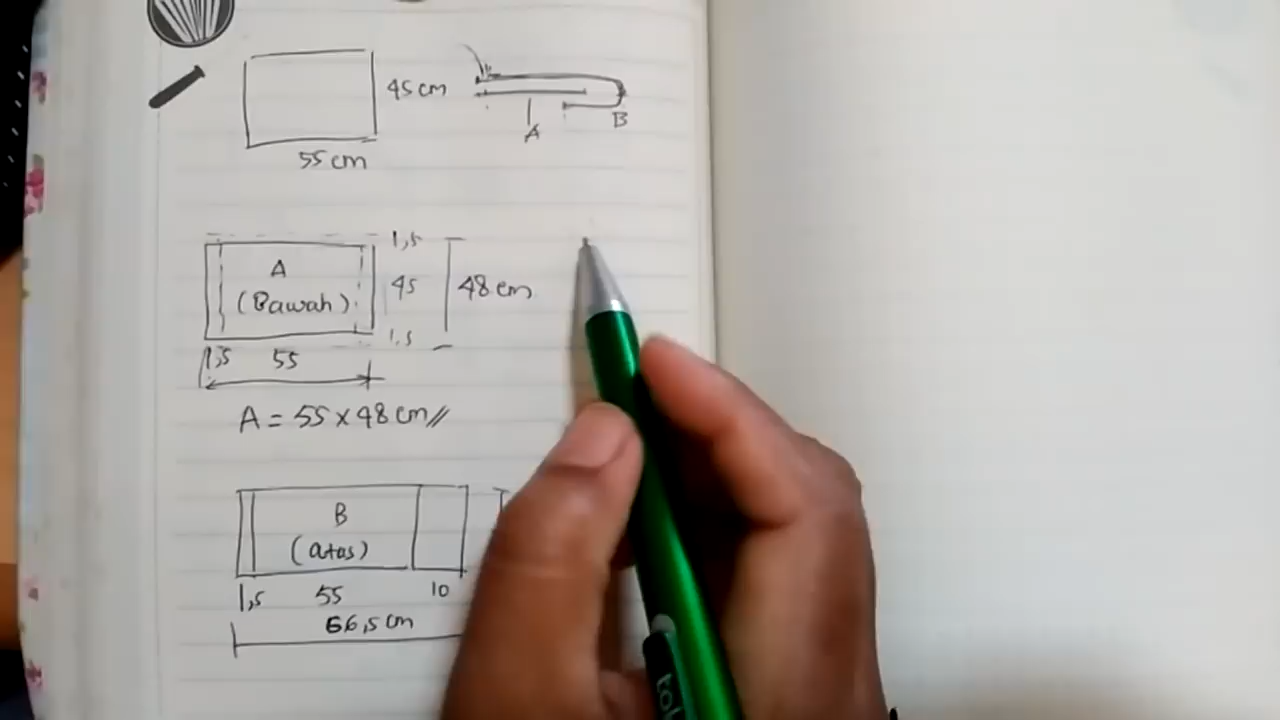 45 cm
55 cm
A
B
1,5
A
45
48 cm
(Bawah)
1.5
1,5 55
A = 55 x 48 cm //
B
(atas)
1,5 55 10
66,5 cm